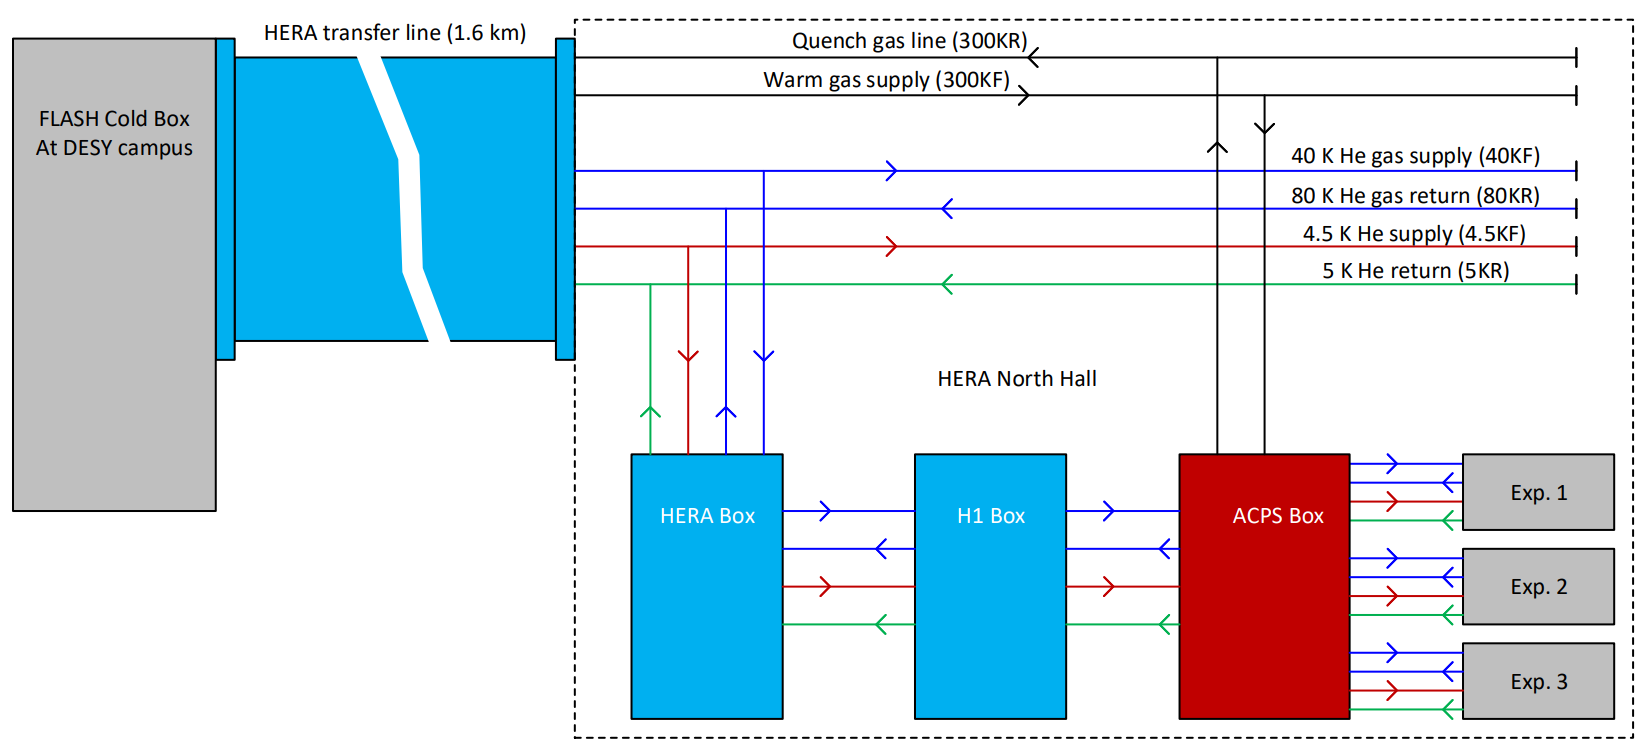 HERA transfer line (1.6 km)
Quench gas line (300KR)
Warm gas supply (300KF)
FLASH Cold Box
At DESY campus
40 K He gas supply (40KF)
80 K He gas return (80KR)
4.5 K He supply (4.5KF)
5 K He return (5KR)
HERA North Hall
HERA Box
H1 Box
ACPS Box
Exp. 1
Exp. 2
Exp. 3